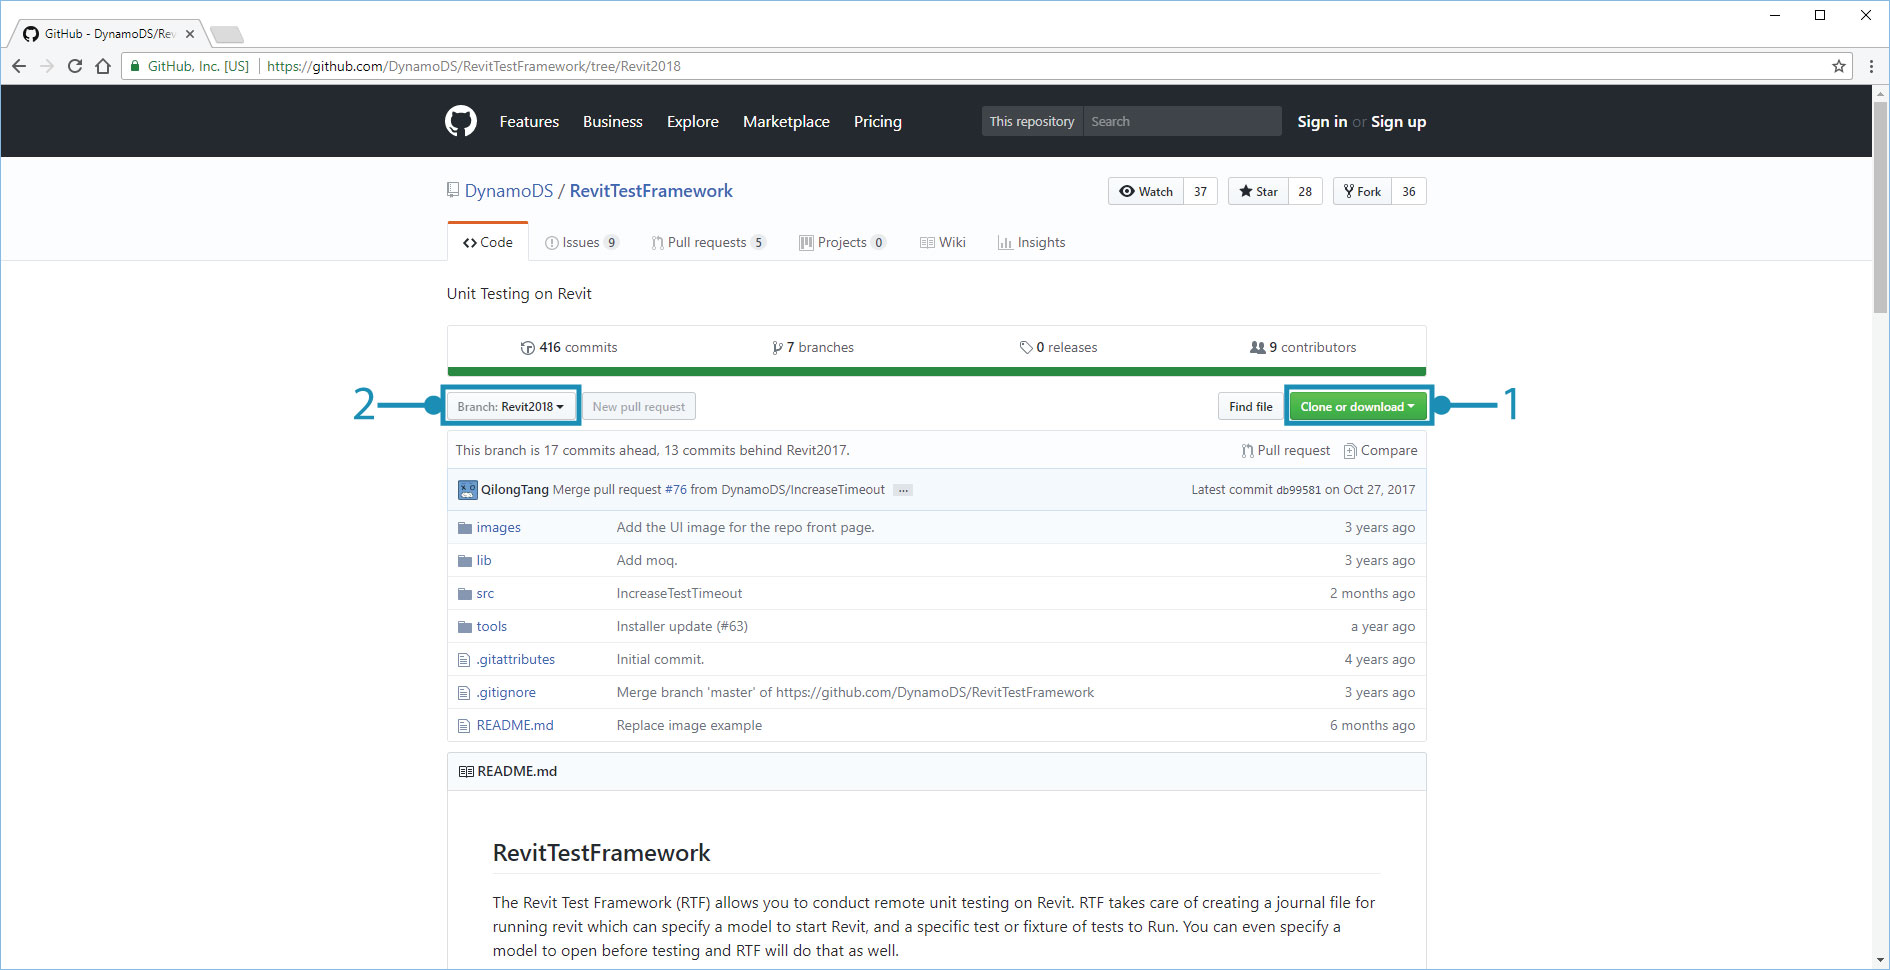 GitHub - DynamoDS/Rev
GitHub, Inc. [US] https://github.com/DynamoDS/RevitTestFramework/tree/Revit2018
Features Business Explore Marketplace Pricing This repository Search Sign in or Sign up
DynamoDS / RevitTestFramework Watch 37 Star 28 Fork 36
Code Issues 9 Pull requests 5 Projects 0 Wiki Insights
Unit Testing on Revit
416 commits 7 branches 0 releases 9 contributors
2 Branch: Revit2018 New pull request Find file Clone or download 1
This branch is 17 commits ahead, 13 commits behind Revit2017. Pull request Compare
QilongTang Merge pull request #76 from DynamoDS/IncreaseTimeout ... Latest commit db99581 on Oct 27, 2017
images Add the UI image for the repo front page. 3 years ago
lib Add moq. 3 years ago
src IncreaseTestTimeout 2 months ago
tools Installer update (#63) a year ago
.gitattributes Initial commit. 4 years ago
.gitignore Merge branch 'master' of https://github.com/DynamoDS/RevitTestFramework 3 years ago
README.md Replace image example 6 months ago
README.md
RevitTestFramework
The Revit Test Framework (RTF) allows you to conduct remote unit testing on Revit. RTF takes care of creating a journal file for
running revit which can specify a model to start Revit, and a specific test or fixture of tests to Run. You can even specify a
model to open before testing and RTF will do that as well.